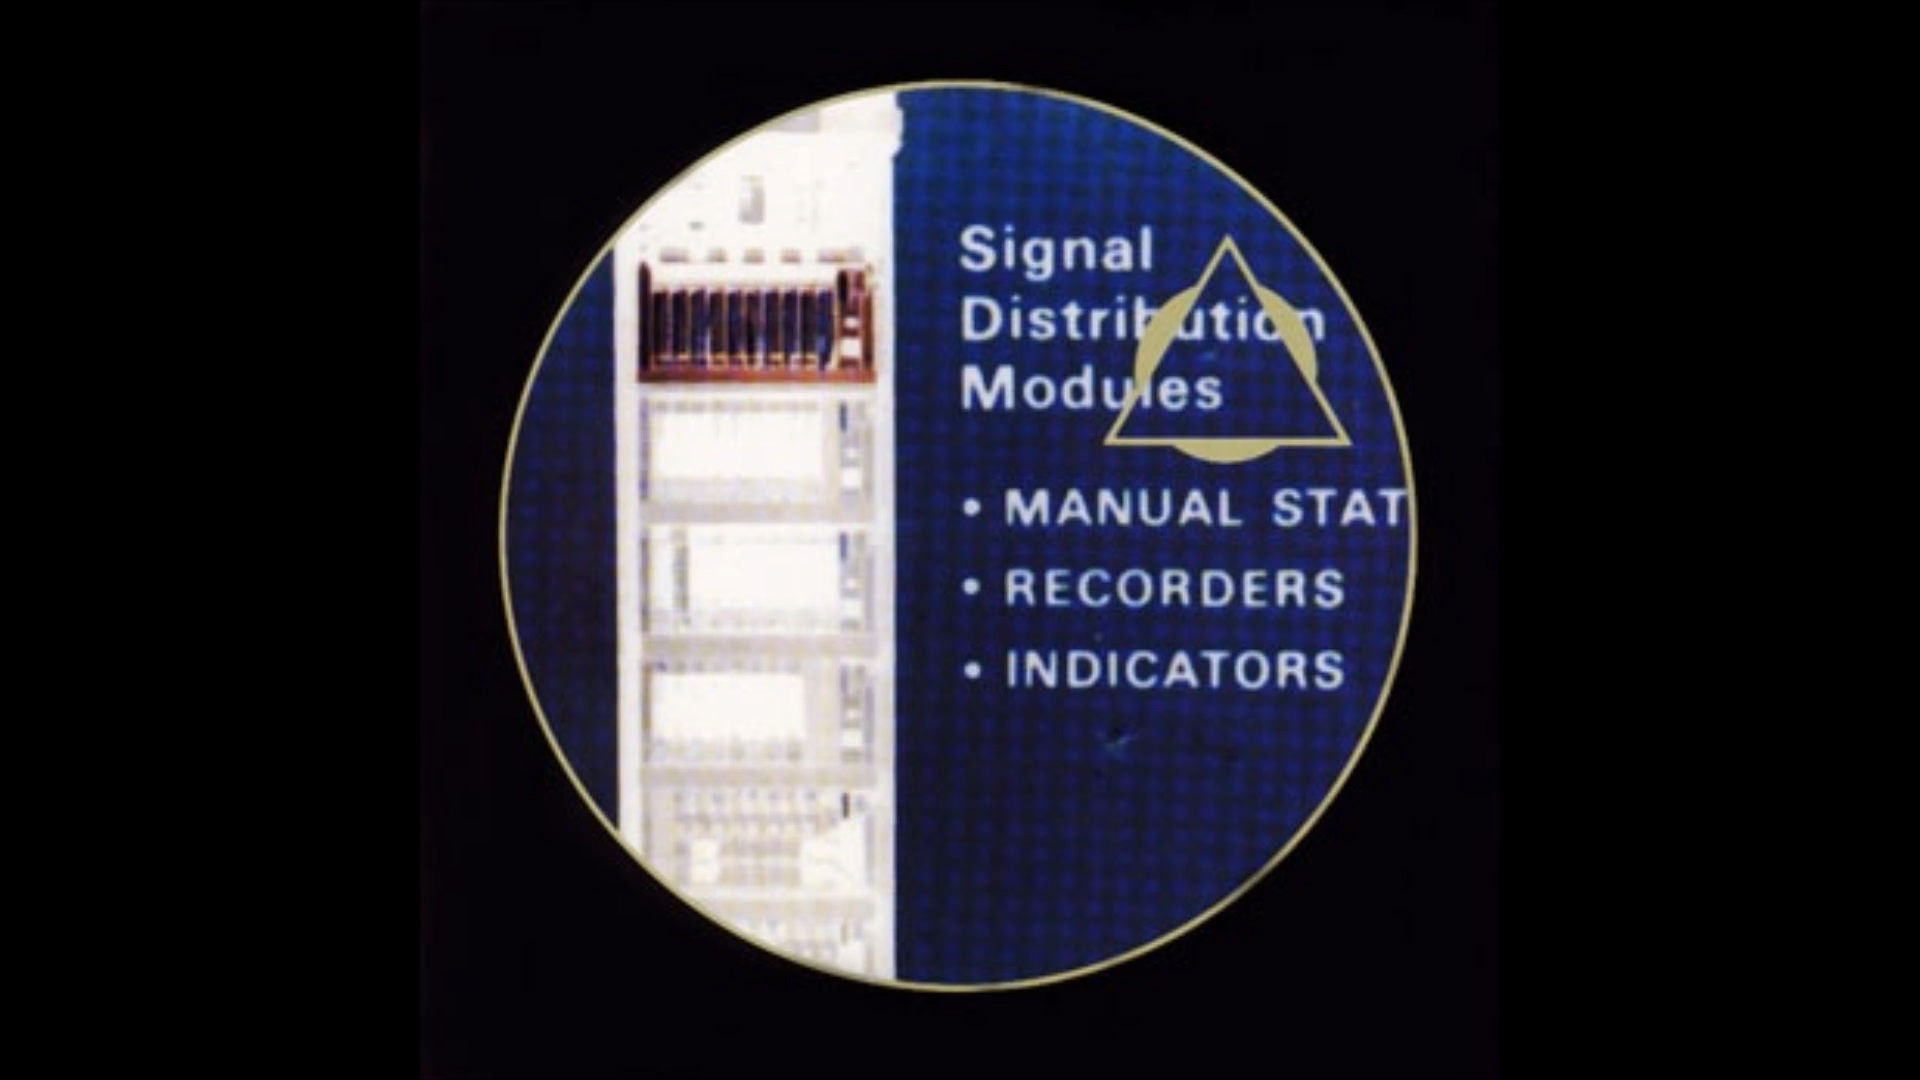 Signal
Distribution
Modules
• MANUAL STAT
• RECORDERS
• INDICATORS